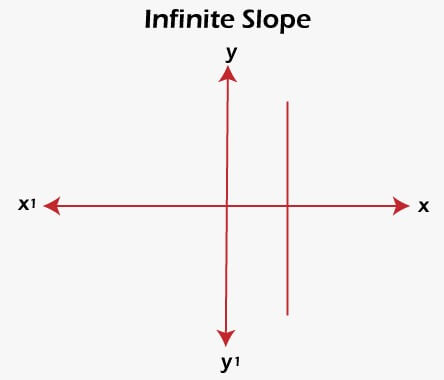 Infinite Slope
y
x1
x
y1